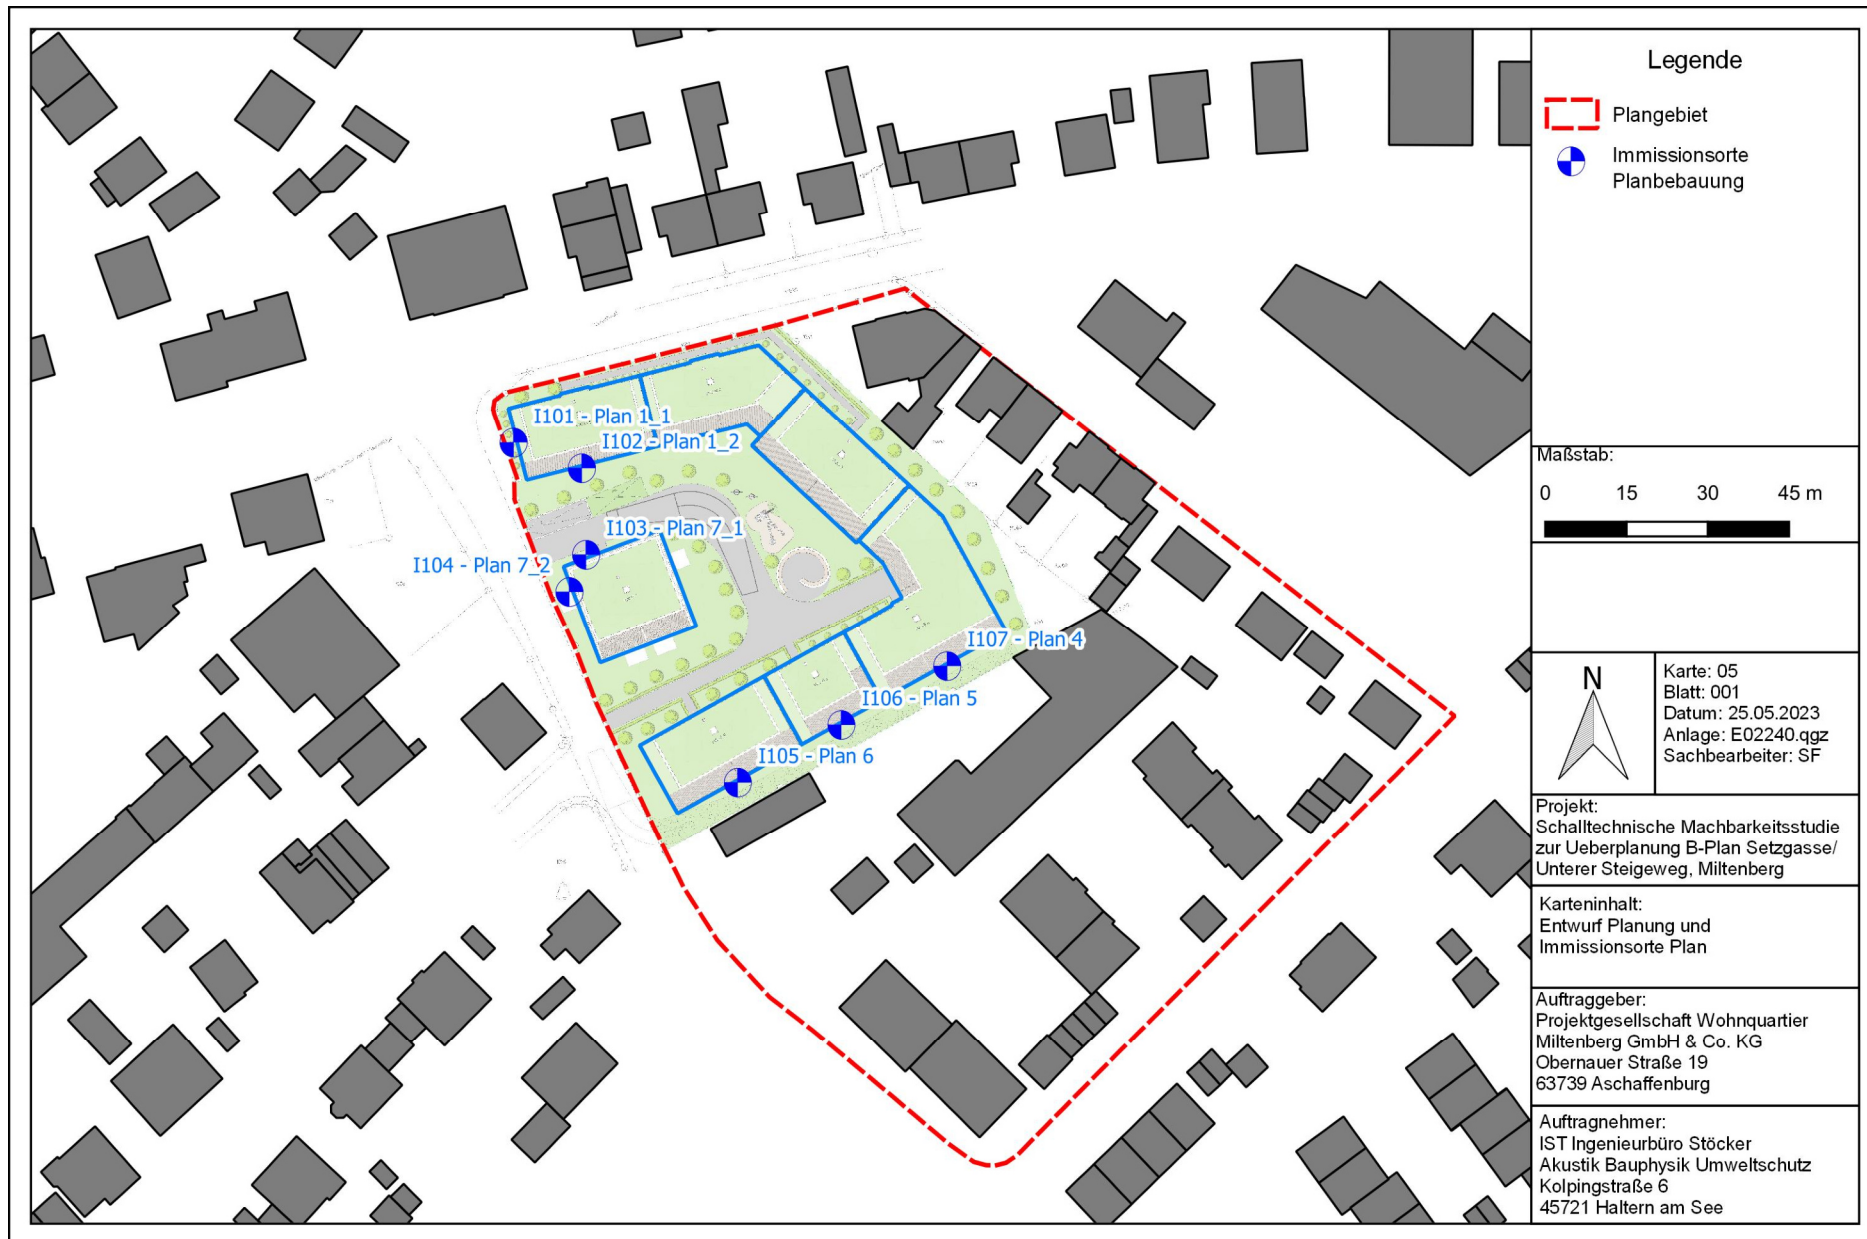 Legende
Plangebiet
Immissionsorte
Planbebauung
I101 - Plan 1_1
I102 - Plan 1_2
I103 - Plan 7_1
I104 - Plan 7_2
I107 - Plan 4
I106 - Plan 5
I105 - Plan 6
Maßstab:
0 15 30 45 m
N
Karte: 05
Blatt: 001
Datum: 25.05.2023
Anlage: E02240.qgz
Sachbearbeiter: SF
Projekt:
Schalltechnische Machbarkeitsstudie
zur Ueberplanung B-Plan Setzgasse/
Unterer Steigeweg, Miltenberg
Karteninhalt:
Entwurf Planung und
Immissionsorte Plan
Auftraggeber:
Projektgesellschaft Wohnquartier
Miltenberg GmbH & Co. KG
Obernauer Straße 19
63739 Aschaffenburg
Auftragnehmer:
IST Ingenieurbüro Stöcker
Akustik Bauphysik Umweltschutz
Kolpingstraße 6
45721 Haltern am See